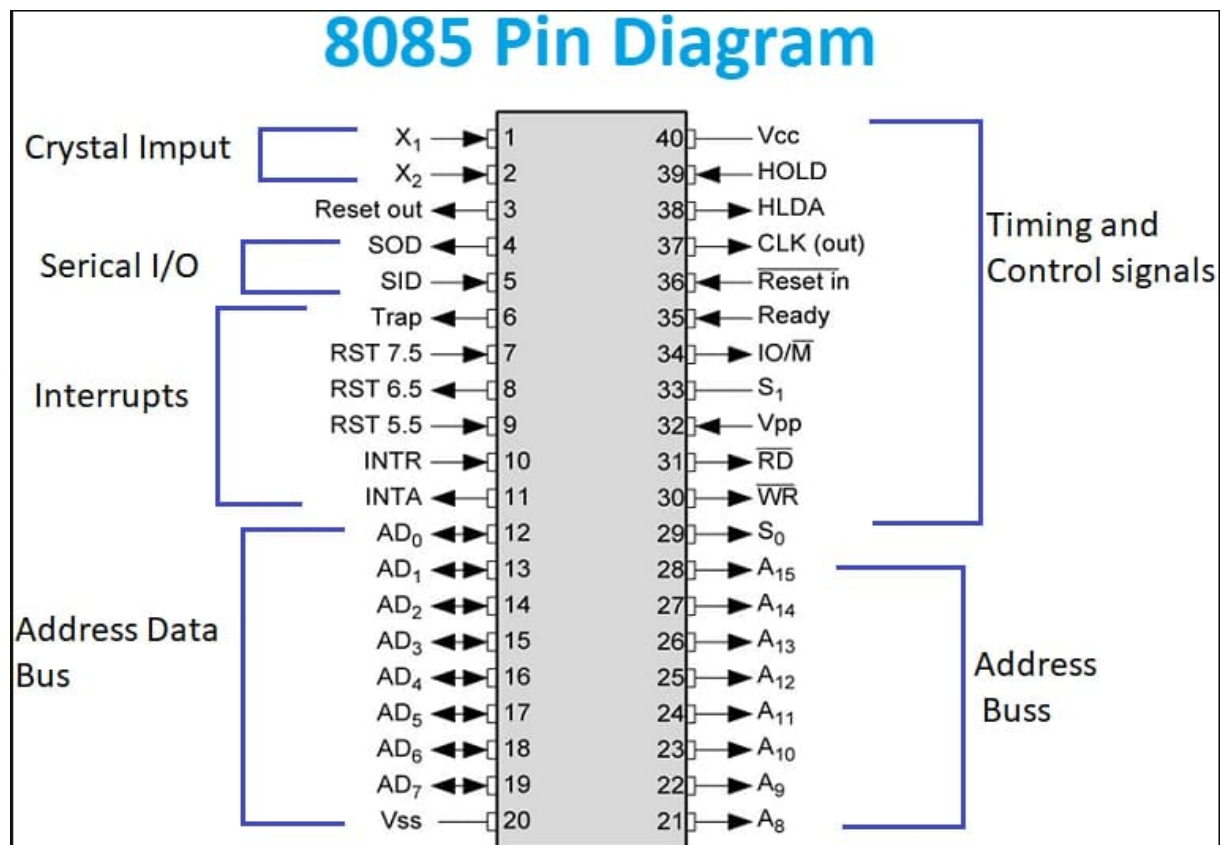 8085 Pin Diagram
Crystal Imput
Serical I/O
Interrupts
Address Data
Bus
X₁ 1
X₂ 2
Reset out 3
SOD 4
SID 5
Trap 6
RST 7.5 7
RST 6.5 8
RST 5.5 9
INTR 10
INTA 11
AD₀ 12
AD₁ 13
AD₂ 14
AD₃ 15
AD₄ 16
AD₅ 17
AD₆ 18
AD₇ 19
Vss 20
40 Vcc
39 HOLD
38 HLDA
37 CLK (out)
36 R̅e̅s̅e̅t̅ ̅i̅n
35 Ready
34 IO/M̅
33 S₁
32 Vpp
31 R̅D̅
30 W̅R̅
29 S₀
28 A₁₅
27 A₁₄
26 A₁₃
25 A₁₂
24 A₁₁
23 A₁₀
22 A₉
21 A₈
Timing and
Control signals
Address
Buss